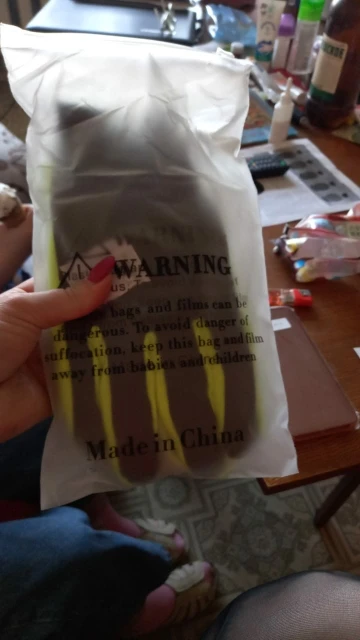 WARNING
bags and films can be
dangerous. To avoid danger of
suffocation, keep this bag and film
away from babies and children
Made in China